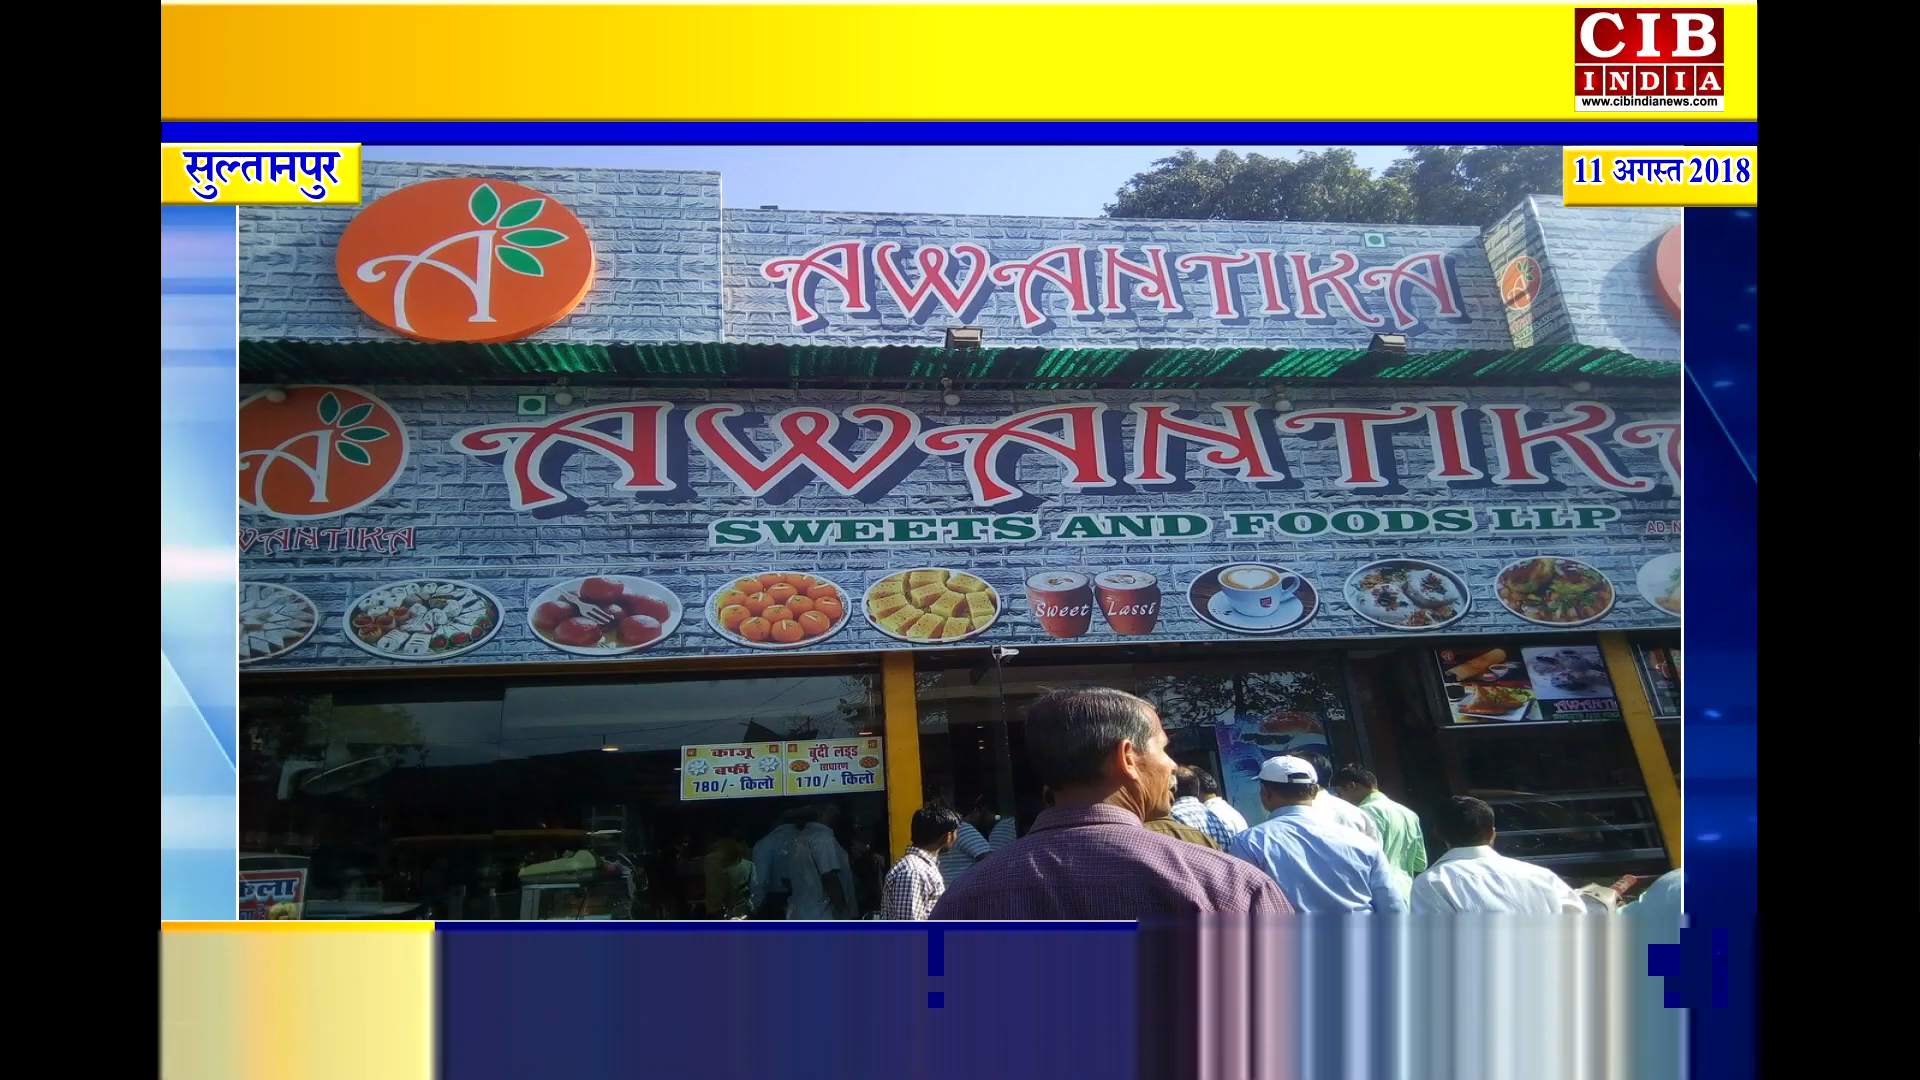 CIB
INDIA
www.cibindianews.com
सुल्तानपुर
11 अगस्त 2018
A
AWANTIKA
A
AWANTIKA
AWANTIK
SWEETS AND FOODS LLP
Sweet Lassi
काजू
बर्फी
780/- किलो
बूंदी लड्डू
साधारण
170/- किलो